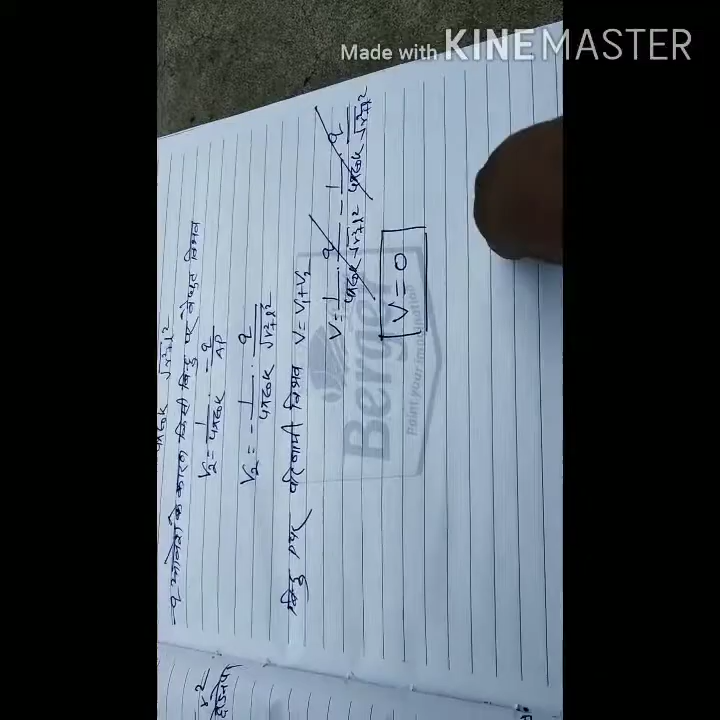 Made with KINEMASTER
4πε₀K √r²+l²
-q आवेश के कारण किसी बिन्दु पर वैद्युत विभव
V₂ = 1/4πε₀K · -q/AP
V₂ = - 1/4πε₀K · q/√r²+l²
बिन्दु P पर परिणामी विभव V = V₁+V₂
V = 1/4πε₀K · q/√r²+l² - 1/4πε₀K · q/√r²+l²
V = 0
Berger
Paint your imagination
r²